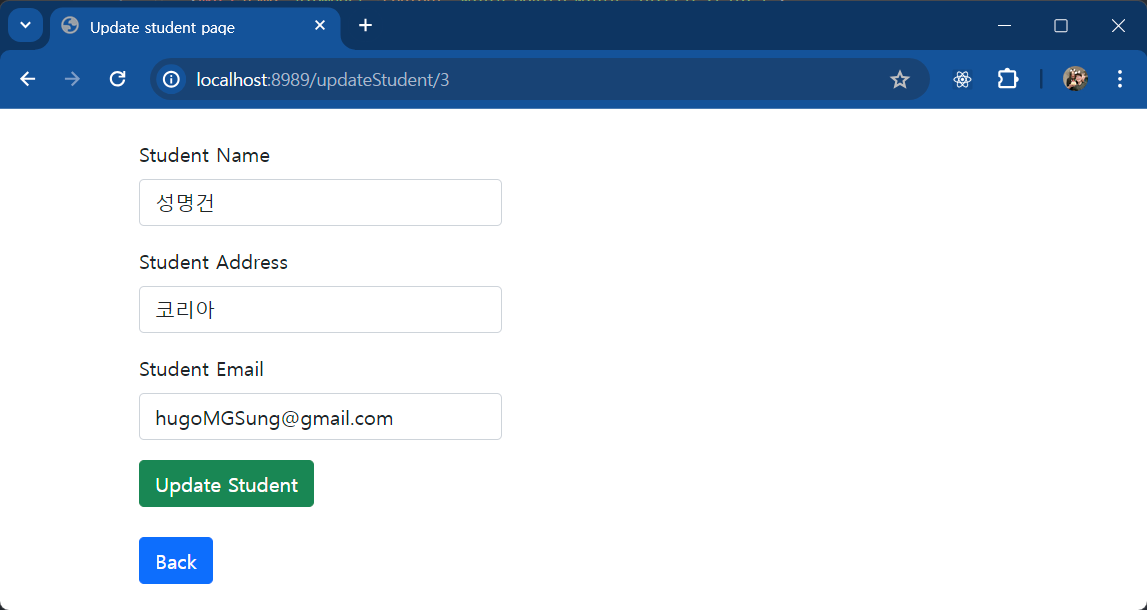 Update student page
localhost:8989/updateStudent/3
Student Name
성명건
Student Address
코리아
Student Email
hugoMGSung@gmail.com
Update Student
Back